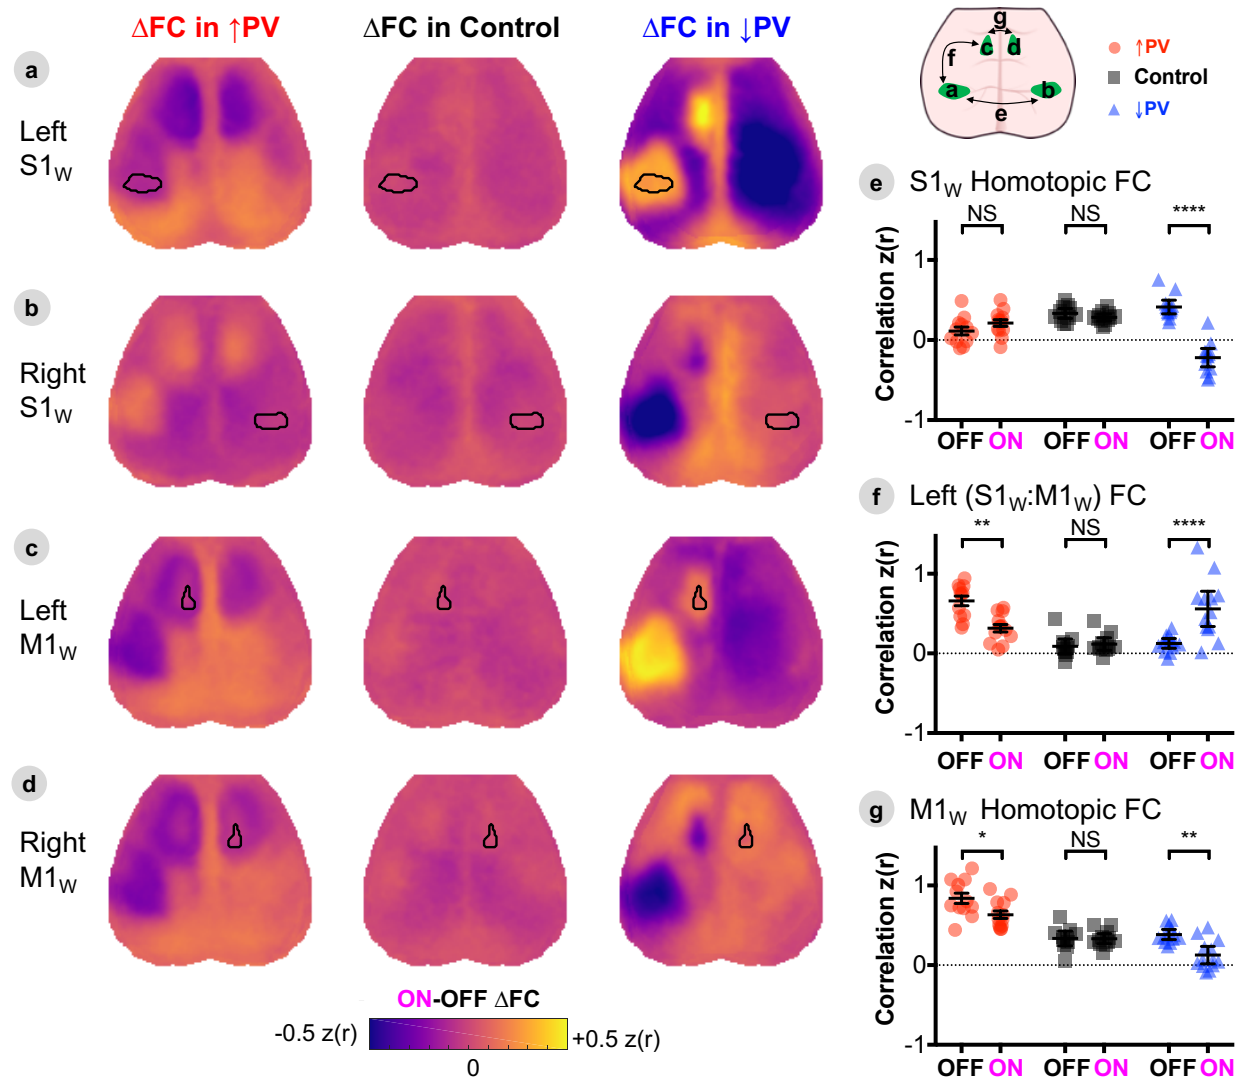 ΔFC in ↑PV
ΔFC in Control
ΔFC in ↓PV
a
Left
S1W
b
Right
S1W
c
Left
M1W
d
Right
M1W
ON-OFF ΔFC
-0.5 z(r)
+0.5 z(r)
0
g
c d
f
a b
e
↑PV
Control
↓PV
e S1W Homotopic FC
NS NS ****
Correlation z(r)
1
0
-1
OFF ON OFF ON OFF ON
f Left (S1W:M1W) FC
** NS ****
Correlation z(r)
1
0
-1
OFF ON OFF ON OFF ON
g M1W Homotopic FC
* NS **
Correlation z(r)
1
0
-1
OFF ON OFF ON OFF ON